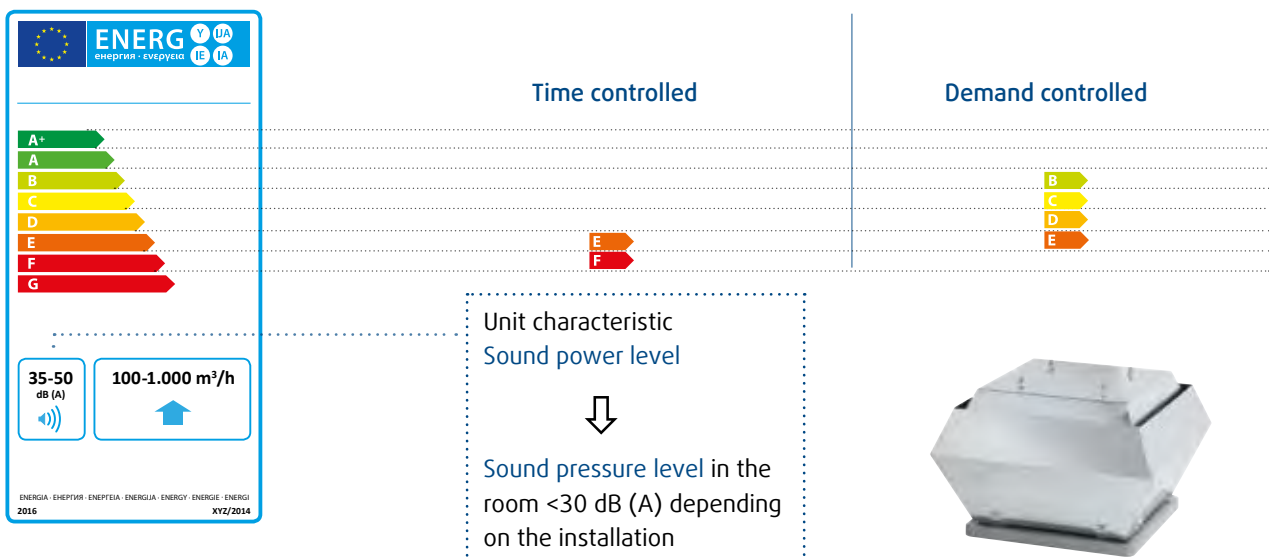 ENERG Y IJA
енергия · ενεργεια IE IA
Time controlled
Demand controlled
A+
A
B
C
D
E
F
G
E
F
B
C
D
E
35-50
dB (A)
100-1.000 m³/h
ENERGIA · ЕНЕРГИЯ · ΕΝΕΡΓΕΙΑ · ENERGIJA · ENERGY · ENERGIE · ENERGI
2016
XYZ/2014
Unit characteristic
Sound power level
Sound pressure level in the
room <30 dB (A) depending
on the installation